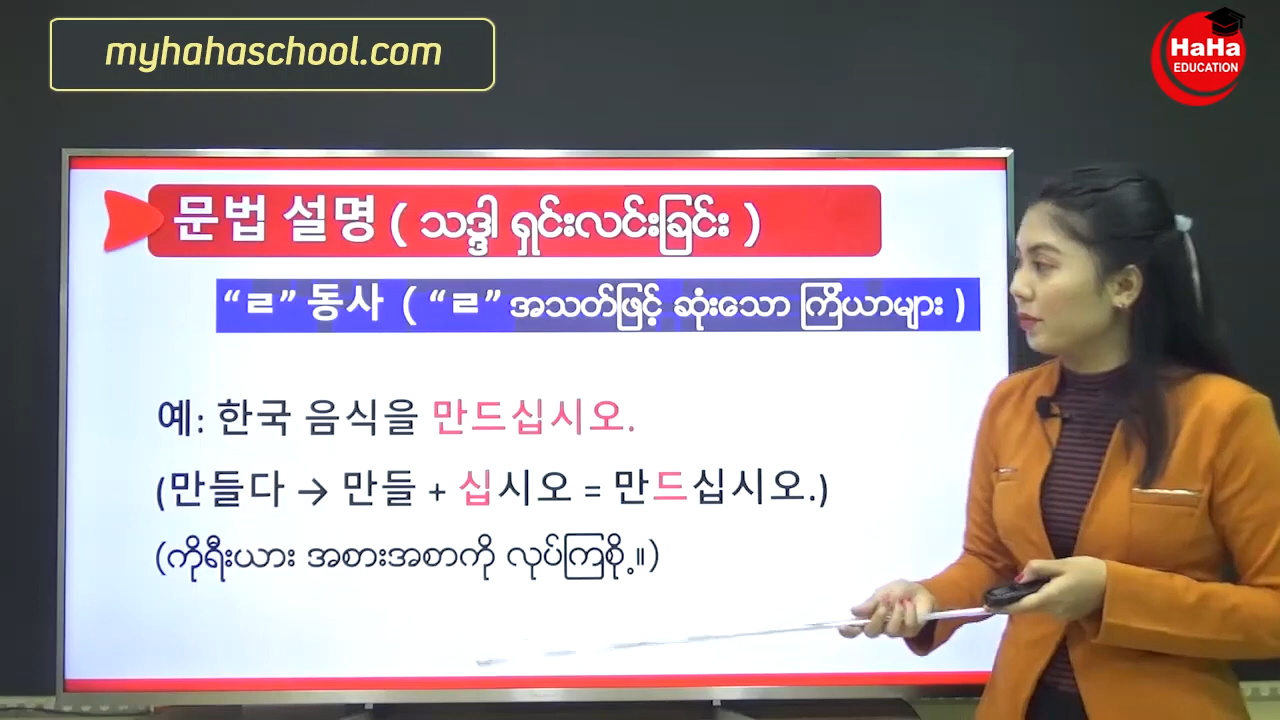 myhahaschool.com
HaHa
EDUCATION
문법 설명 ( သဒ္ဒါ ရှင်းလင်းခြင်း )
“ㄹ” 동사 ( “ㄹ” အသတ်ဖြင့် ဆုံးသော ကြိယာများ )
예: 한국 음식을 만드십시오.
(만들다 → 만들 + 십시오 = 만드십시오.)
(ကိုရီးယား အစားအစာကို လုပ်ကြစို့။)